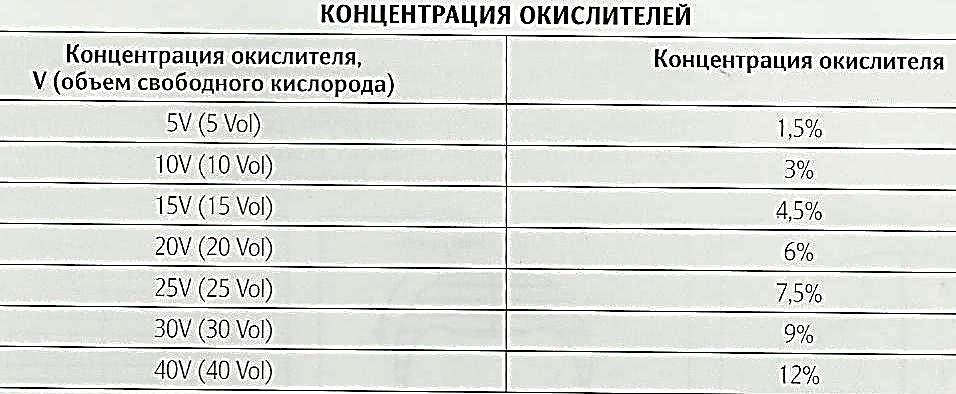 КОНЦЕНТРАЦИЯ ОКИСЛИТЕЛЕЙ
Концентрация окислителя,
V (объем свободного кислорода)
Концентрация окислителя
5V (5 Vol)
1,5%
10V (10 Vol)
3%
15V (15 Vol)
4,5%
20V (20 Vol)
6%
25V (25 Vol)
7,5%
30V (30 Vol)
9%
40V (40 Vol)
12%